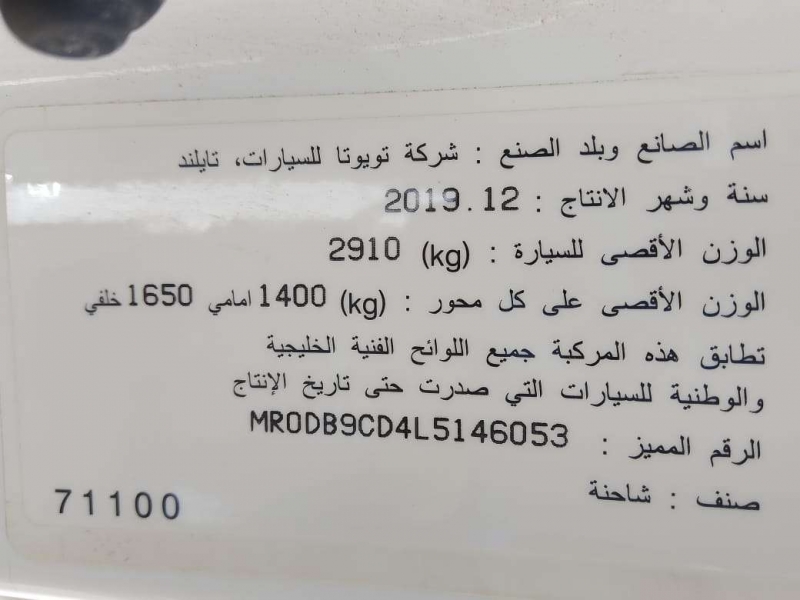 اسم الصانع وبلد الصنع : شركة تويوتا للسيارات، تايلند
سنة وشهر الانتاج : 2019.12
الوزن الأقصى للسيارة : (kg) 2910
الوزن الأقصى على كل محور : (kg) 1400 امامي 1650 خلفي
تطابق هذه المركبة جميع اللوائح الفنية الخليجية
والوطنية للسيارات التي صدرت حتى تاريخ الإنتاج
الرقم المميز : MR0DB9CD4L5146053
صنف : شاحنة
71100